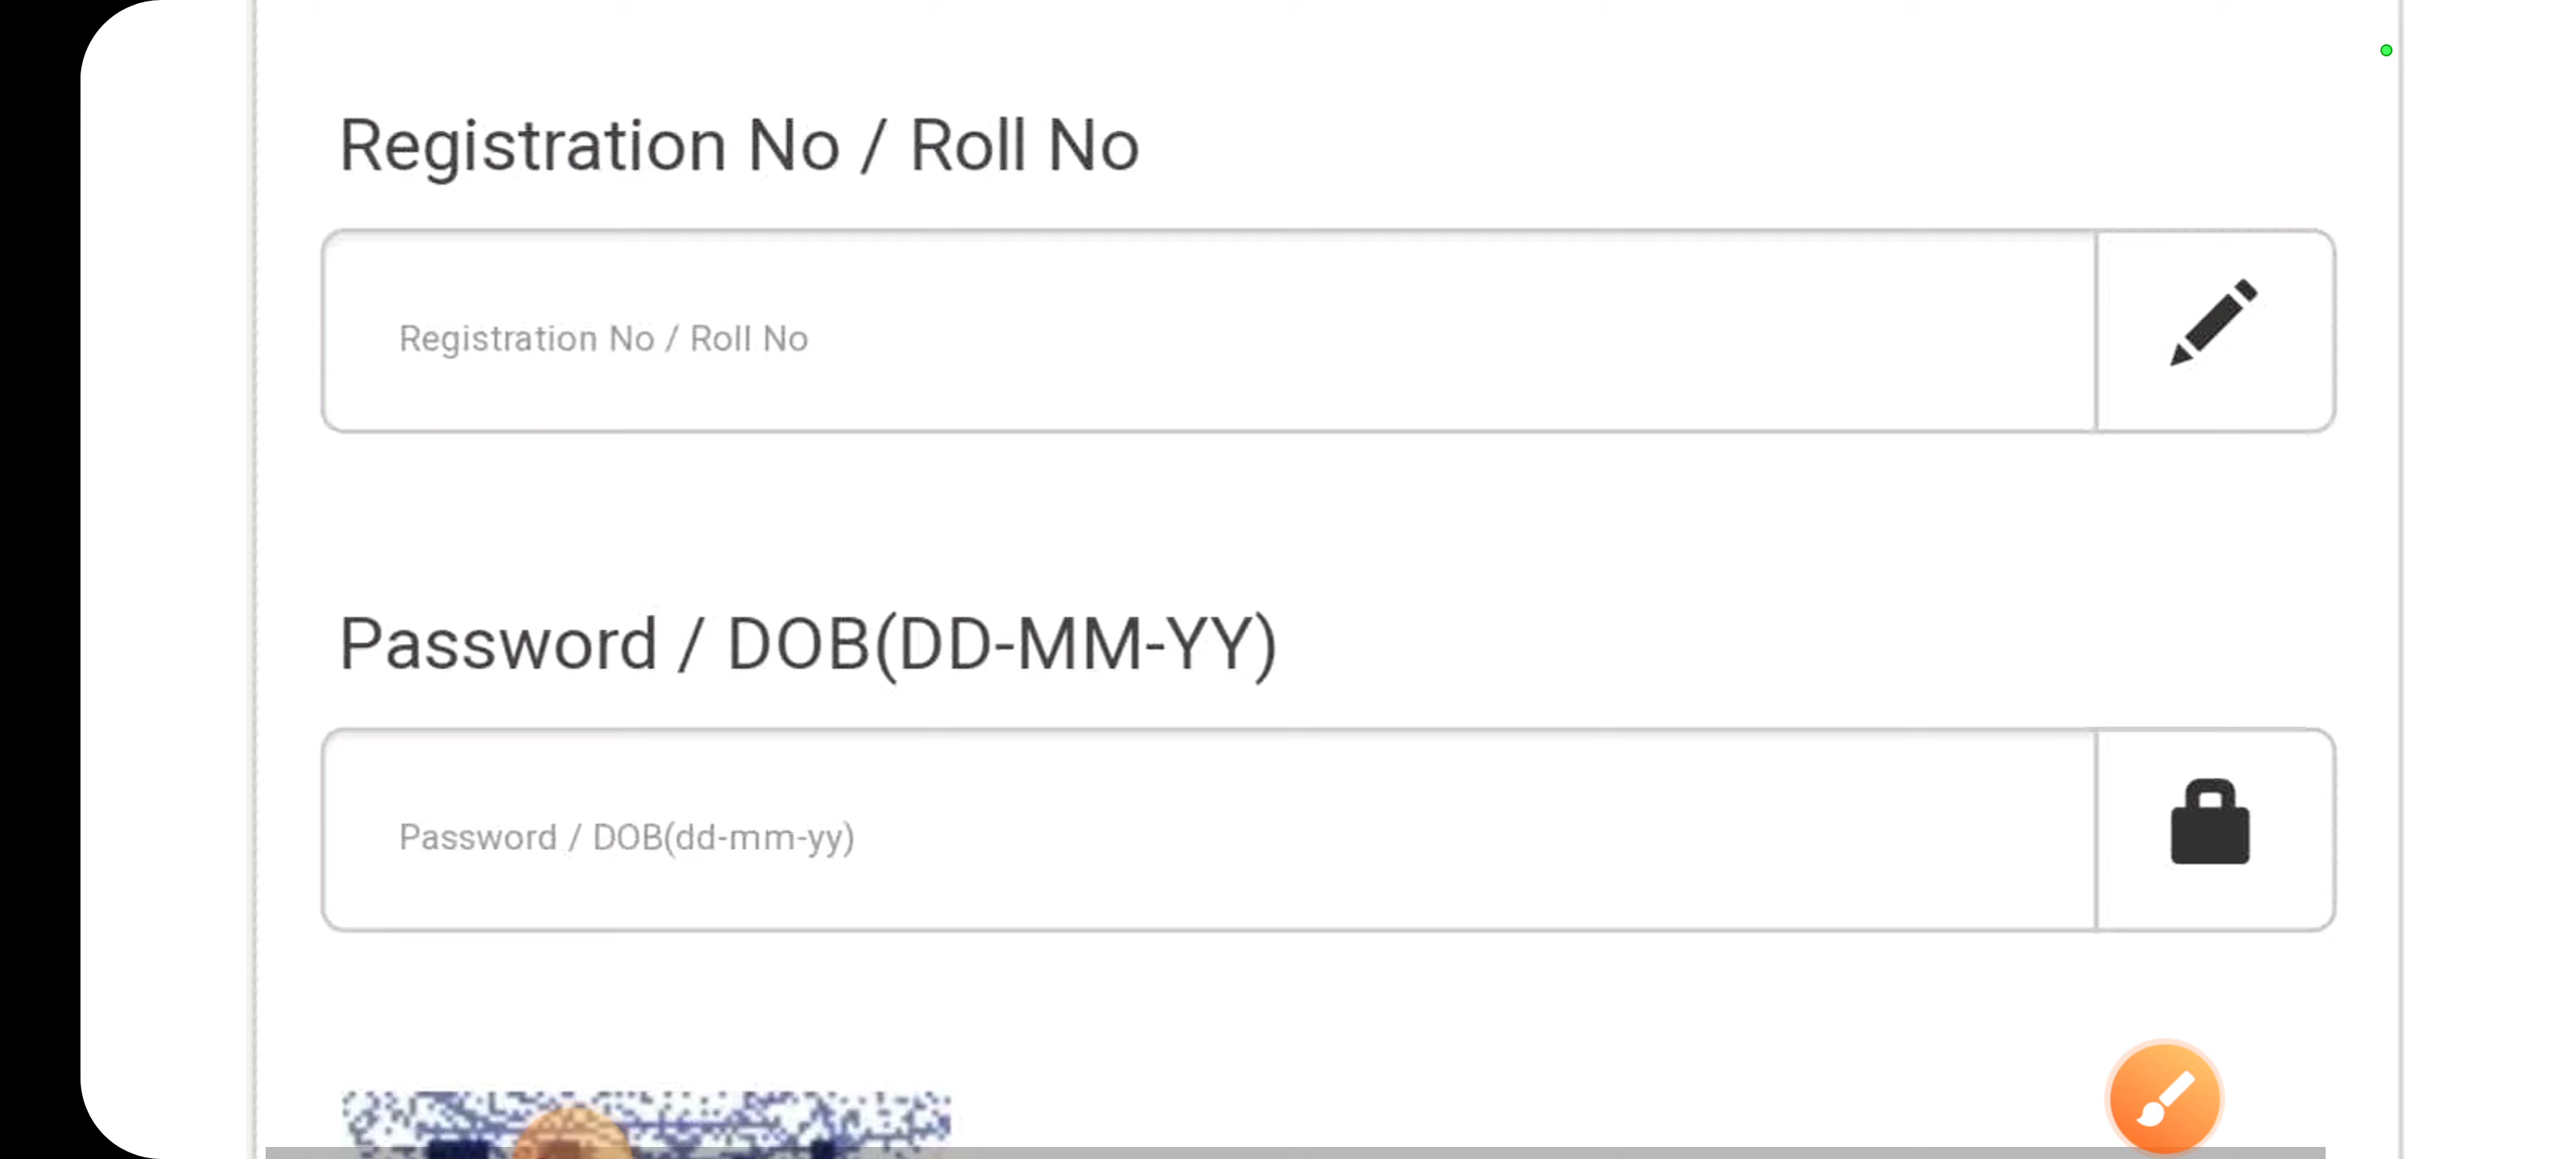 Registration No / Roll No
Registration No / Roll No
Password / DOB(DD-MM-YY)
Password / DOB(dd-mm-yy)